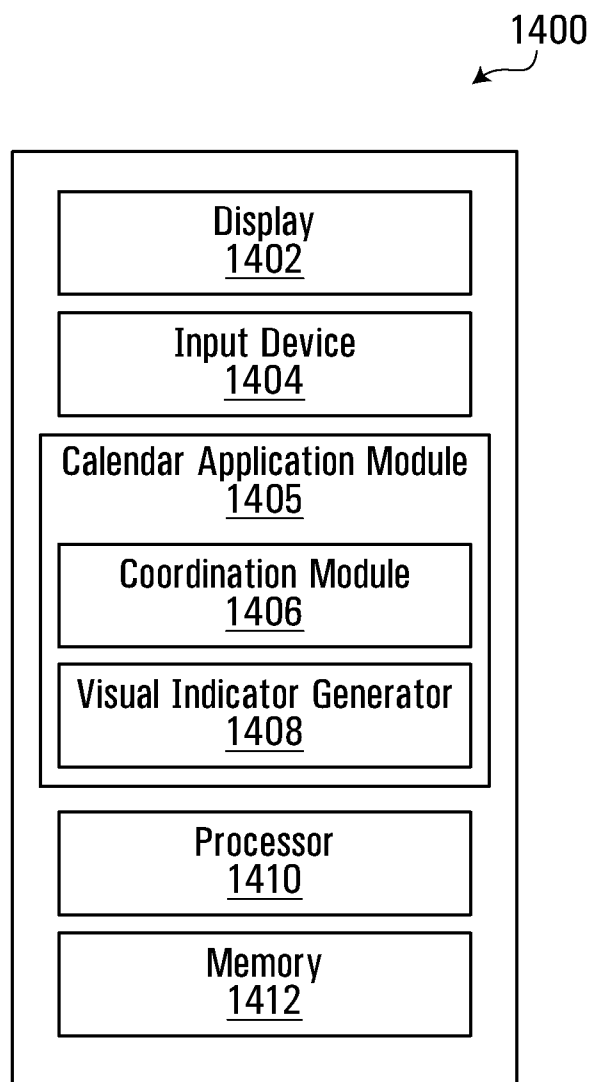 1400
Display
1402
Input Device
1404
Calendar Application Module
1405
Coordination Module
1406
Visual Indicator Generator
1408
Processor
1410
Memory
1412